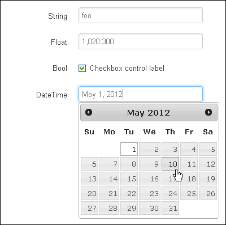 String foo
Float 1,020.300
Bool Checkbox control label
DateTime May 1, 2012
May 2012
Su Mo Tu We Th Fr Sa
1 2 3 4 5
6 7 8 9 10 11 12
13 14 15 16 17 18 19
20 21 22 23 24 25 26
27 28 29 30 31